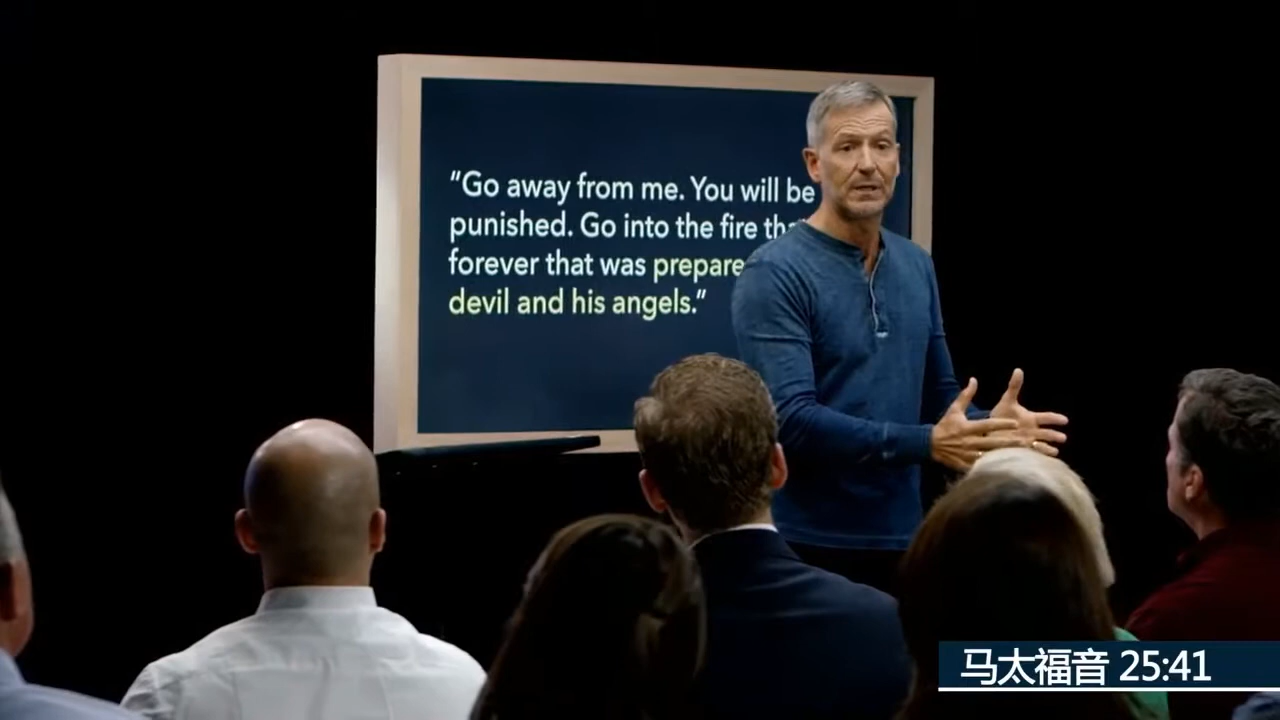 “Go away from me. You will be
punished. Go into the fire
forever that was
devil and his angels.”
马太福音 25:41